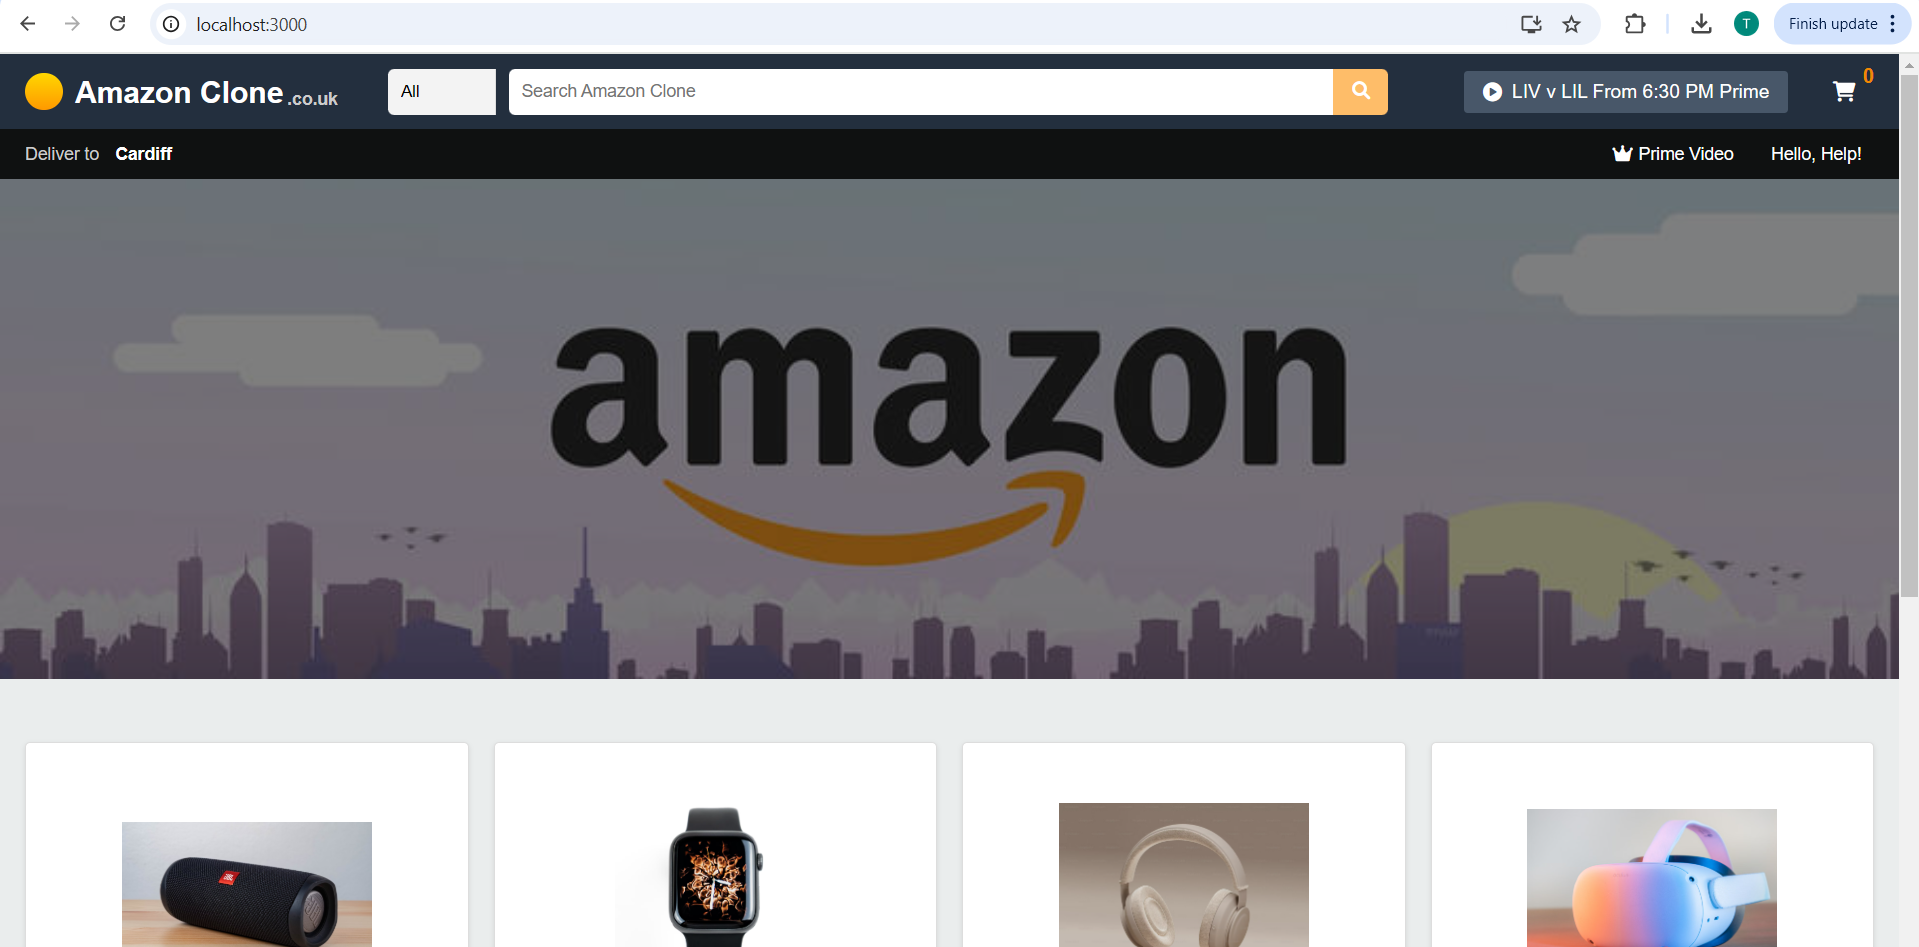 localhost:3000
T
Finish update
Amazon Clone .co.uk
All
Search Amazon Clone
LIV v LIL From 6:30 PM Prime
0
Deliver to Cardiff
Prime Video
Hello, Help!
amazon
JBL